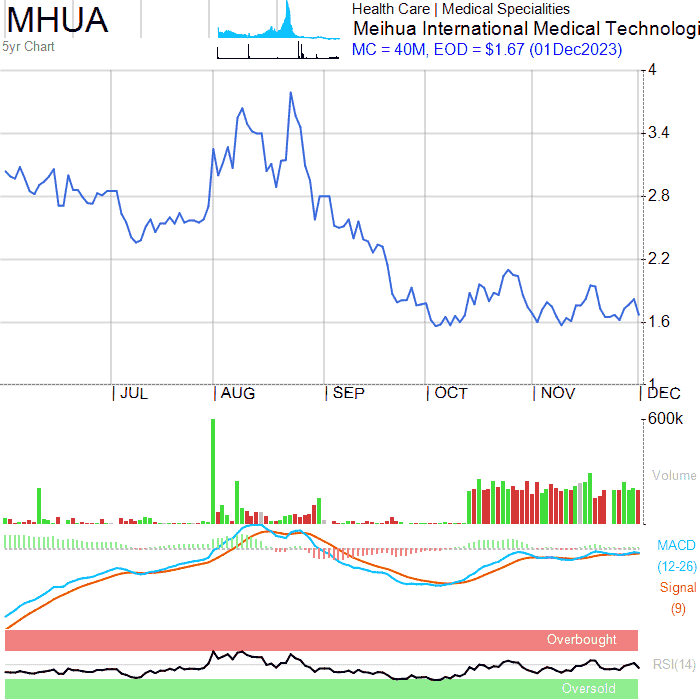 MHUA
Health Care | Medical Specialities
5yr Chart
Meihua International Medical Technologi
MC = 40M, EOD = $1.67 (01Dec2023)
4
3.4
2.8
2.2
1.6
1
JUL
AUG
SEP
OCT
NOV
DEC
600k
Volume
MACD
(12-26)
Signal
(9)
Overbought
RSI(14)
Oversold